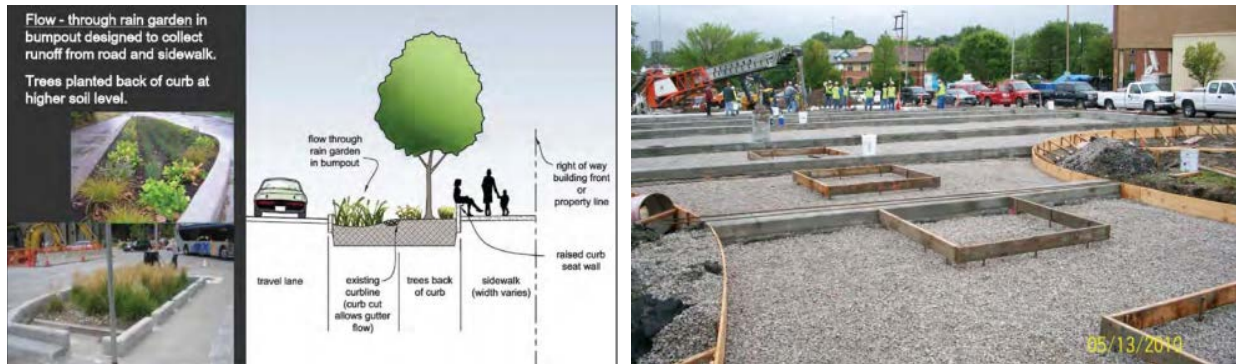 Flow - through rain garden in
bumpout designed to collect
runoff from road and sidewalk.
Trees planted back of curb at
higher soil level.
flow through
rain garden
in bumpout
right of way
building front
or
property line
raised curb
seat wall
travel lane
existing
curbline
(curb cut
allows gutter
flow)
trees back
of curb
sidewalk
(width varies)
05/13/2010